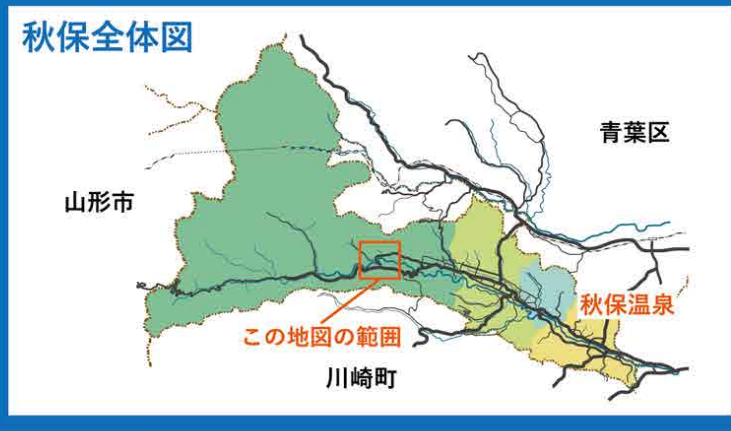 秋保全体図
青葉区
山形市
秋保温泉
この地図の範囲
川崎町